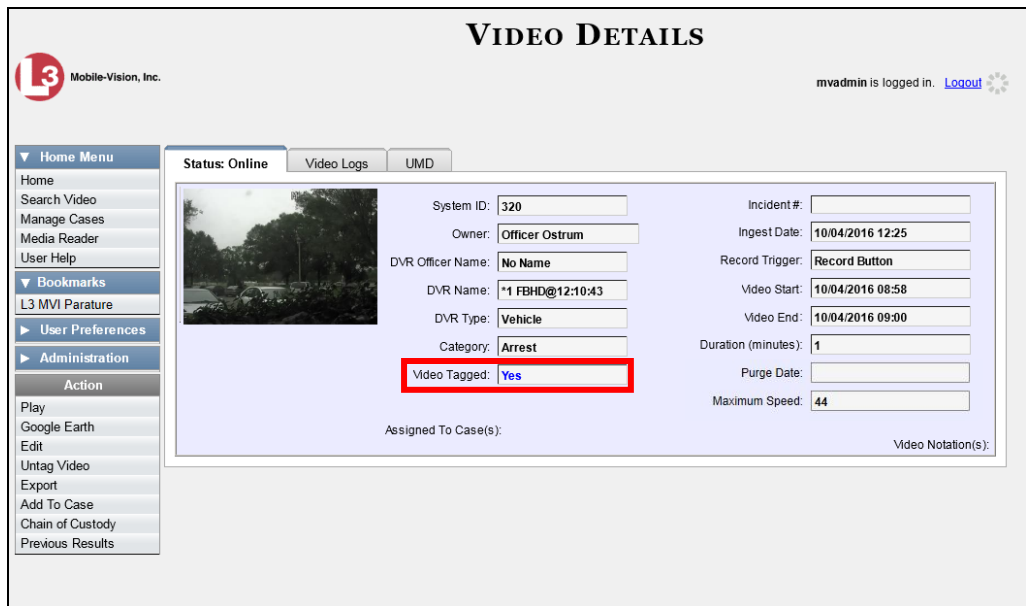 VIDEO DETAILS
L3 Mobile-Vision, Inc.
mvadmin is logged in. Logout
▼ Home Menu
Home
Search Video
Manage Cases
Media Reader
User Help
▼ Bookmarks
L3 MVI Parature
► User Preferences
► Administration
Action
Play
Google Earth
Edit
Untag Video
Export
Add To Case
Chain of Custody
Previous Results
Status: Online
Video Logs
UMD
System ID: 320
Owner: Officer Ostrum
DVR Officer Name: No Name
DVR Name: *1 FBHD@12:10:43
DVR Type: Vehicle
Category: Arrest
Video Tagged: Yes
Assigned To Case(s):
Incident #:
Ingest Date: 10/04/2016 12:25
Record Trigger: Record Button
Video Start: 10/04/2016 08:58
Video End: 10/04/2016 09:00
Duration (minutes): 1
Purge Date:
Maximum Speed: 44
Video Notation(s):